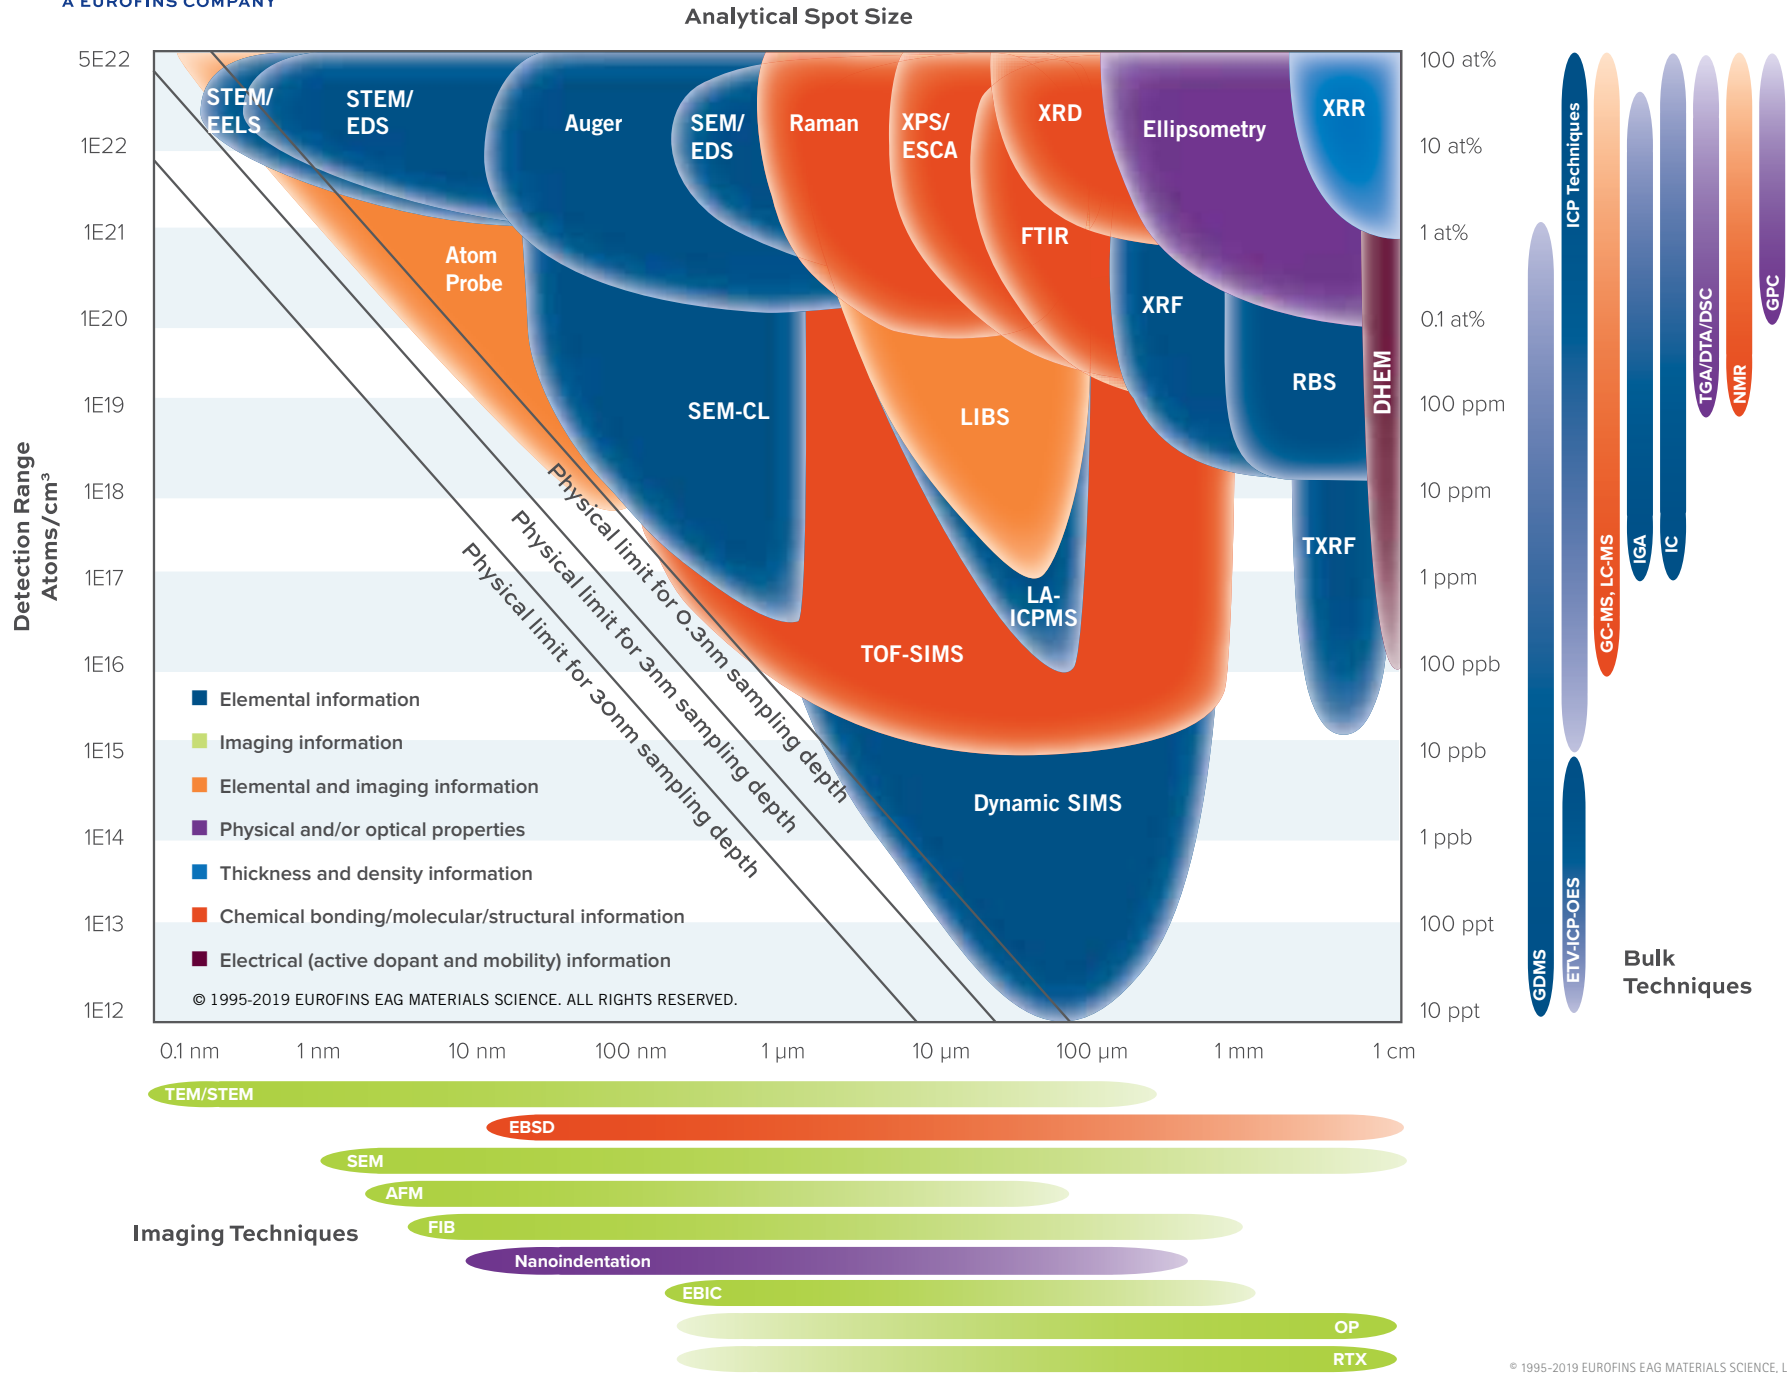 A EUROFINS COMPANY
Analytical Spot Size
5E22
1E22
1E21
1E20
1E19
1E18
1E17
1E16
1E15
1E14
1E13
1E12
Detection Range
Atoms/cm³
100 at%
10 at%
1 at%
0.1 at%
100 ppm
10 ppm
1 ppm
100 ppb
10 ppb
1 ppb
100 ppt
10 ppt
STEM/
EELS
STEM/
EDS
Auger
SEM/
EDS
Raman
XPS/
ESCA
XRD
Ellipsometry
XRR
Atom
Probe
FTIR
XRF
RBS
DHEM
SEM-CL
LIBS
TXRF
LA-
ICPMS
TOF-SIMS
Dynamic SIMS
Physical limit for 0.3nm sampling depth
Physical limit for 3nm sampling depth
Physical limit for 30nm sampling depth
Elemental information
Imaging information
Elemental and imaging information
Physical and/or optical properties
Thickness and density information
Chemical bonding/molecular/structural information
Electrical (active dopant and mobility) information
© 1995-2019 EUROFINS EAG MATERIALS SCIENCE. ALL RIGHTS RESERVED.
0.1 nm
1 nm
10 nm
100 nm
1 µm
10 µm
100 µm
1 mm
1 cm
GDMS
ICP Techniques
ETV-ICP-OES
GC-MS, LC-MS
IGA
IC
TGA/DTA/DSC
NMR
GPC
Bulk
Techniques
TEM/STEM
EBSD
SEM
AFM
Imaging Techniques
FIB
Nanoindentation
EBIC
OP
RTX
© 1995-2019 EUROFINS EAG MATERIALS SCIENCE, L